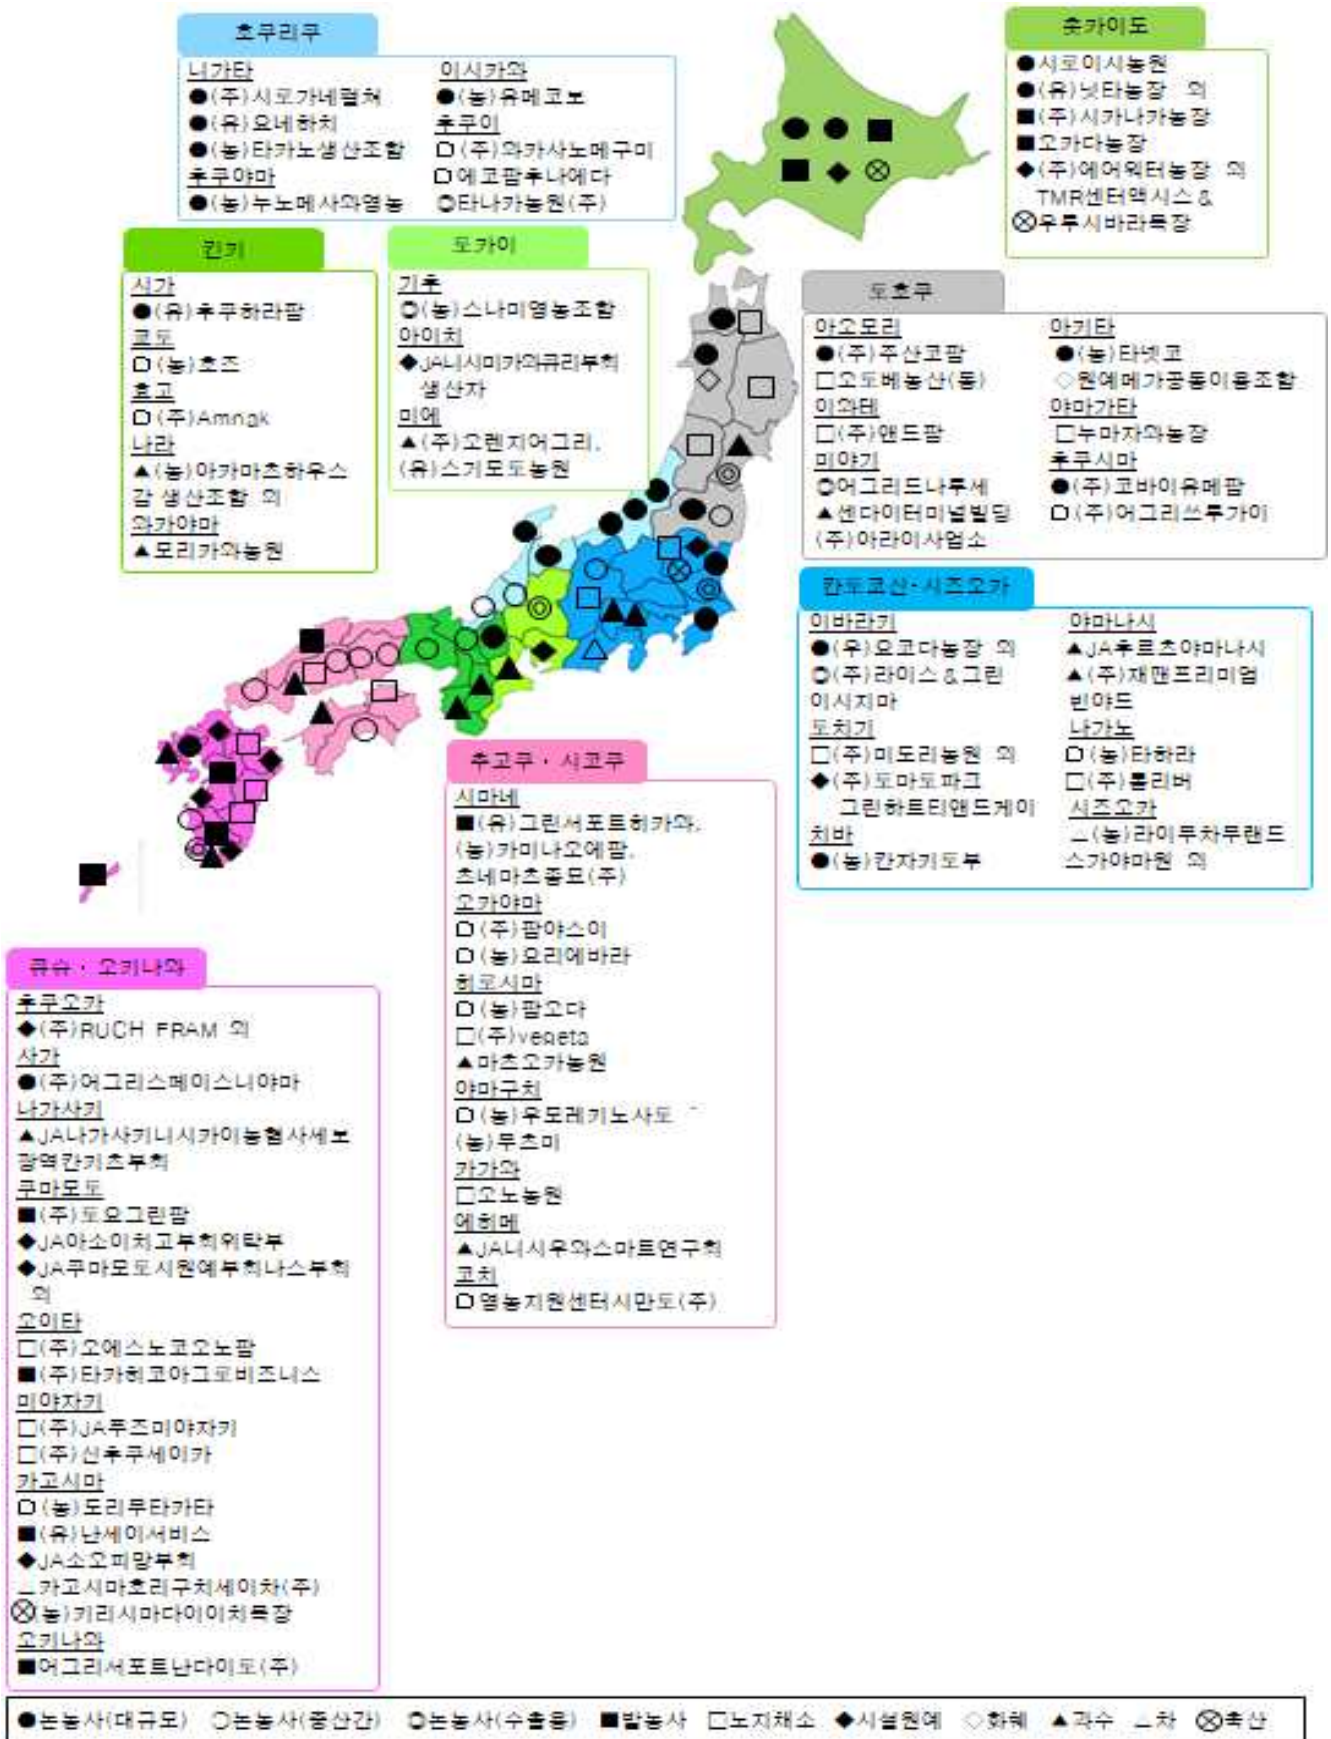 호쿠리쿠
니가타
●(주)시로가네컬쳐
●(유)요네하치
●(농)타카노생산조합
후쿠야마
●(농)누노메사와영농
이시카와
●(농)유메코보
후쿠이
(주)와카사노메구미
에코팜후나에다
◎타나카농원(주)
홋카이도
●시로이시농원
●(유)넛타농장 외
■(주)시카나카농장
■오카다농장
◆(주)에어워터농장 외
TMR센터액시스&
⊗우루시바라목장
킨키
시가
●(유)후쿠하라팜
쿄토
(농)호즈
효고
(주)Amnak
나라
▲(농)아카마츠하우스
감 생산조합 외
와카야마
▲모리카와농원
토카이
기후
◎(농)스나미영농조합
아이치
◆JA니시미카와큐리부회
생산자
미에
▲(주)오렌지어그리,
(유)스기모토농원
도호쿠
아오모리
●(주)주산코팜
□오도베농산(동)
이와테
□(주)앤드팜
미야기
◎어그리드나루세
▲센다이터미널빌딩
(주)아라이사업소
아키타
●(농)타넷코
◇원예메가공동이용조합
야마가타
□누마자와농장
후쿠시마
●(주)코바이유메팜
(주)어그리쓰루가이
칸토코신·시즈오카
이바라키
●(우)요코다농장 외
◎(주)라이스&그린
이시지마
도치기
□(주)미도리농원 외
◆(주)도마도파크
그린하트티앤드케이
치바
●(농)칸자키도부
야마나시
▲JA후르츠야마나시
▲(주)재팬프리미엄
빈야드
나가노
(농)타하라
□(주)톱리버
시즈오카
△(농)라이무차무랜드
스가야마원 외
추고쿠 · 시코쿠
시마네
■(유)그린서포트히카와,
(농)카미나오에팜,
츠네마츠종묘(주)
오카야마
(주)팜야스이
(농)요리에바라
히로시마
(농)팜오다
□(주)vegeta
▲마츠오카농원
야마구치
(농)우모레키노사토
(농)무츠미
카가와
□오노농원
에히메
▲JA니시우와스마트연구회
코치
영농지원센터시만도(주)
큐슈 · 오키나와
후쿠오카
◆(주)RUCH FRAM 외
사가
●(주)어그리스페이스니야마
나가사키
▲JA나가사키니시카이농협사세보
광역칸키츠부회
쿠마모토
■(주)도요그린팜
◆JA아소이치고부회위탁부
◆JA쿠마모도시원예부회나스부회
외
오이타
□(주)오에스노코오노팜
■(주)타카히코아그로비즈니스
미야자키
□(주)JA푸즈미야자키
□(주)신후쿠세이카
카고시마
(농)도리무타카타
■(유)난세이서비스
◆JA소오피망부회
△카고시마호리구치세이차(주)
⊗(농)키리시마다이이치목장
오키나와
■어그리서포트난다이토(주)
●논농사(대규모) ○논농사(중산간) ◎논농사(수출용) ■밭농사 □노지채소 ◆시설원예 ◇화훼 ▲과수 △차 ⊗축산